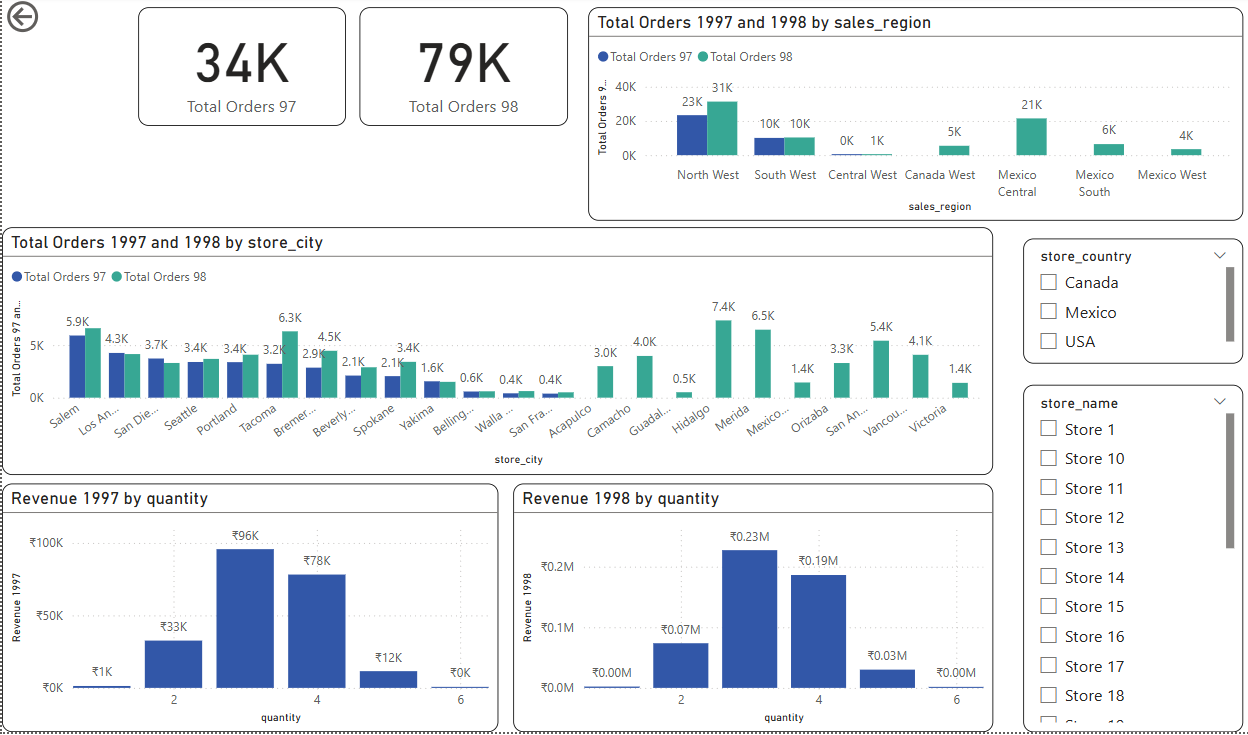 34K
Total Orders 97
79K
Total Orders 98
Total Orders 1997 and 1998 by sales_region
Total Orders 97 Total Orders 98
Total Orders 9...
40K
20K
0K
23K 31K 10K 10K 0K 1K 5K 21K 6K 4K
North West South West Central West Canada West Mexico Central Mexico South Mexico West
sales_region
Total Orders 1997 and 1998 by store_city
Total Orders 97 Total Orders 98
Total Orders 97 an...
5K
0K
5.9K 4.3K 3.7K 3.4K 3.4K 3.2K 6.3K 2.9K 4.5K 2.1K 2.1K 3.4K 1.6K 0.6K 0.4K 0.4K 3.0K 4.0K 0.5K 7.4K 6.5K 1.4K 3.3K 5.4K 4.1K 1.4K
Salem Los An... San Die... Seattle Portland Tacoma Bremer... Beverly... Spokane Yakima Belling... Walla ... San Fra... Acapulco Camacho Guadal... Hidalgo Merida Mexico... Orizaba San An... Vancou... Victoria
store_city
store_country
Canada
Mexico
USA
store_name
Store 1
Store 10
Store 11
Store 12
Store 13
Store 14
Store 15
Store 16
Store 17
Store 18
Revenue 1997 by quantity
Revenue 1997
₹100K
₹50K
₹0K
₹1K ₹33K ₹96K ₹78K ₹12K ₹0K
2 4 6
quantity
Revenue 1998 by quantity
Revenue 1998
₹0.2M
₹0.1M
₹0.0M
₹0.00M ₹0.07M ₹0.23M ₹0.19M ₹0.03M ₹0.00M
2 4 6
quantity